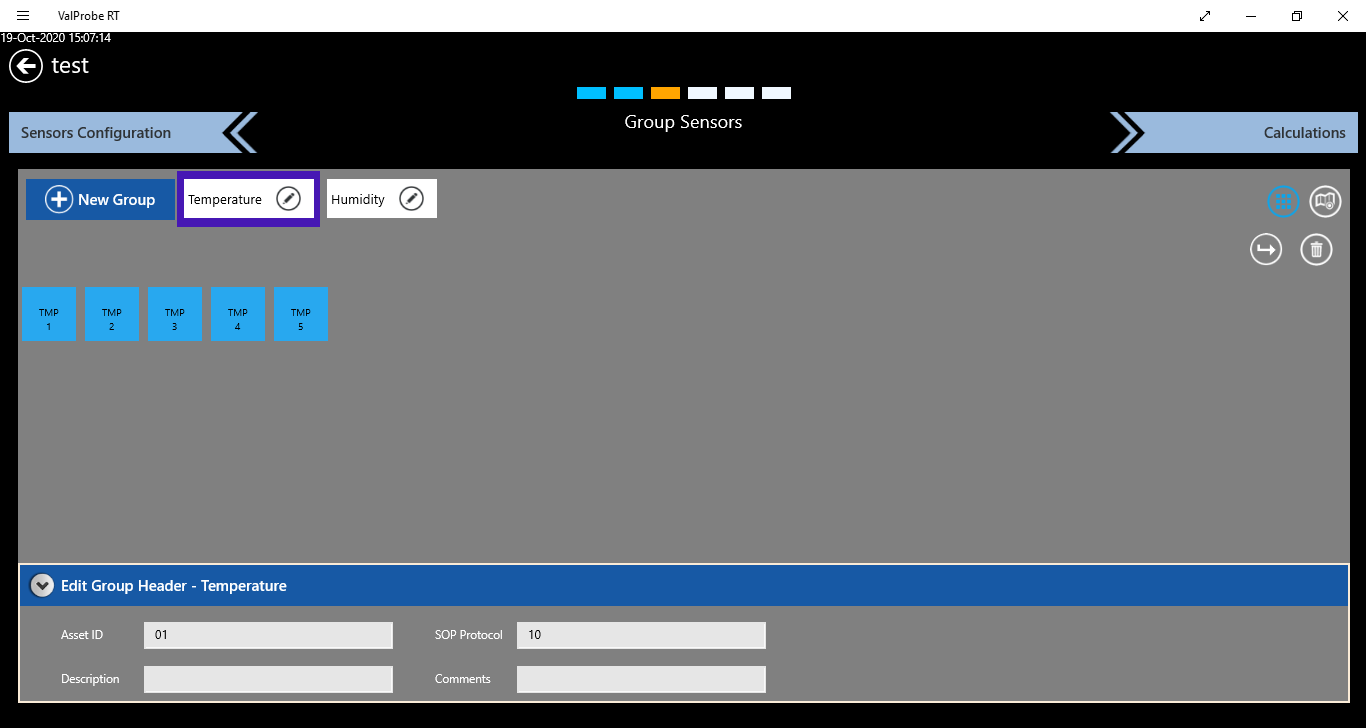 ValProbe RT
19-Oct-2020 15:07:14
test
Sensors Configuration
Group Sensors
Calculations
New Group
Temperature
Humidity
TMP
1
TMP
2
TMP
3
TMP
4
TMP
5
Edit Group Header - Temperature
Asset ID
01
SOP Protocol
10
Description
Comments